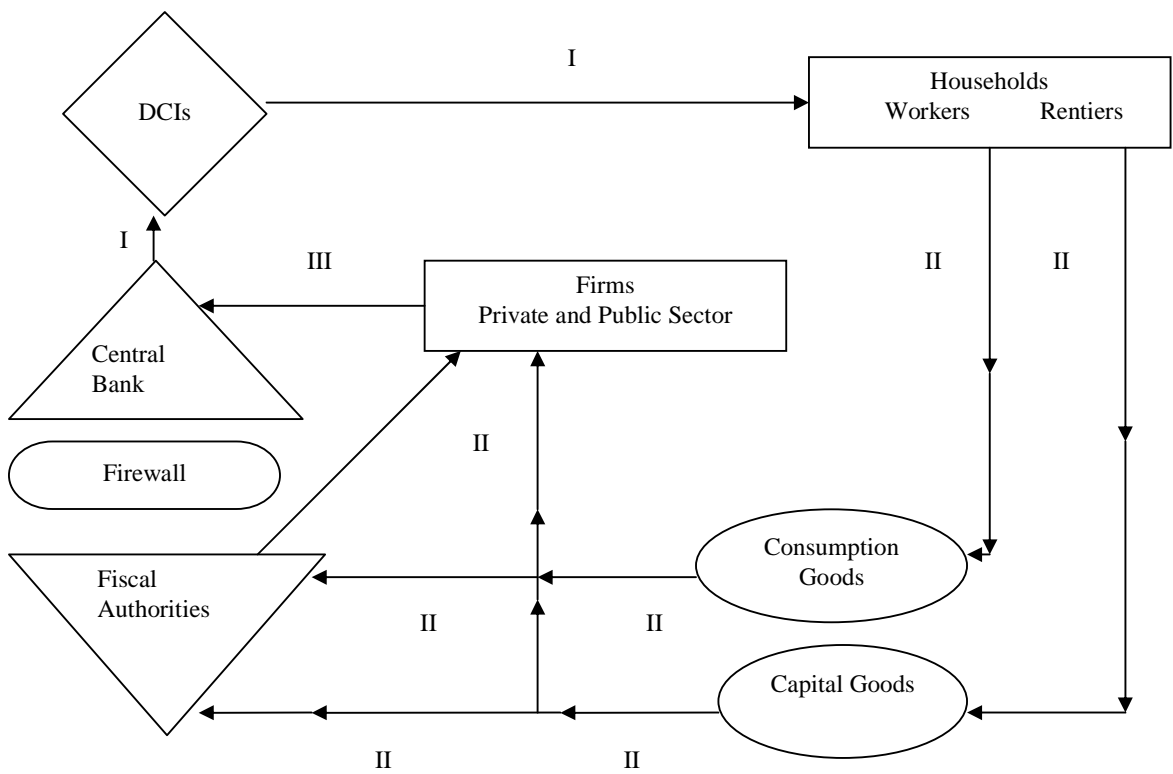 I
Households
Workers Rentiers
DCIs
I
III
II
II
Firms
Private and Public Sector
Central
Bank
II
Firewall
Consumption
Goods
Fiscal
Authorities
II
II
Capital Goods
II
II